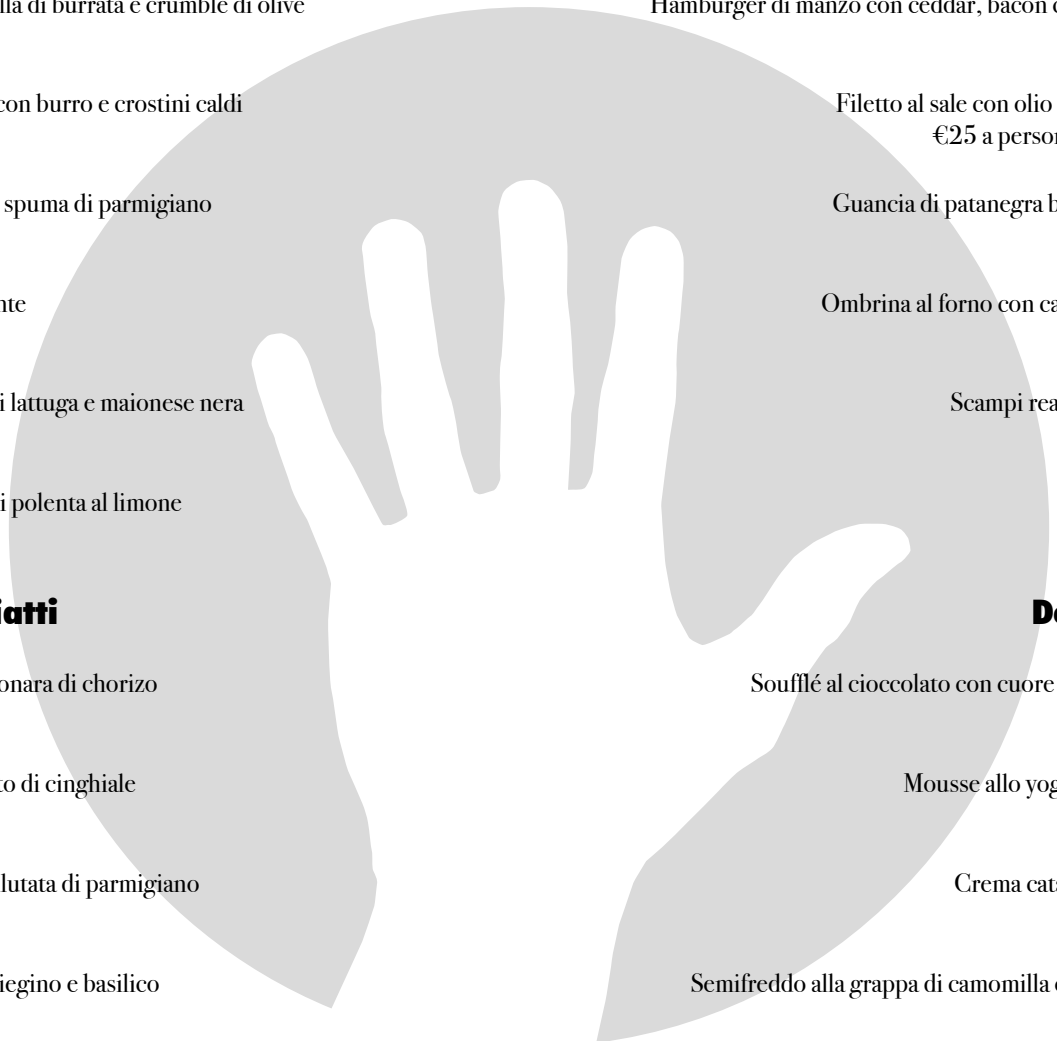 lla di burrata e crumble di olive
con burro e crostini caldi
spuma di parmigiano
nte
i lattuga e maionese nera
i polenta al limone
iatti
onara di chorizo
to di cinghiale
lutata di parmigiano
iegino e basilico
Hamburger di manzo con ceddar, bacon
Filetto al sale con olio
€25 a person
Guancia di patanegra b
Ombrina al forno con ca
Scampi rea
De
Soufflé al cioccolato con cuore
Mousse allo yog
Crema cata
Semifreddo alla grappa di camomilla